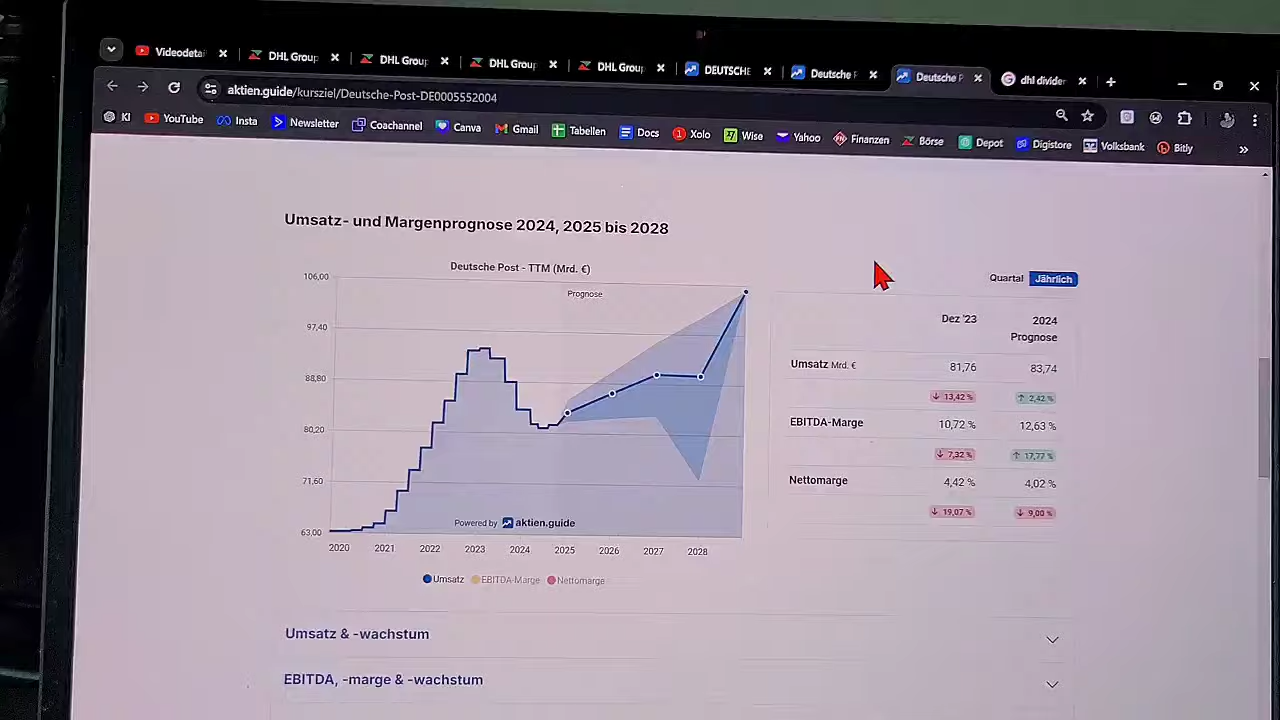 Videodetai
DHL Group
DHL Group
DHL Group
DHL Group
DEUTSCHE
Deutsche P
Deutsche P
dhl divider
aktien.guide/kursziel/Deutsche-Post-DE0005552004
KI
YouTube
Insta
Newsletter
Coachannel
Canva
Gmail
Tabellen
Docs
Xolo
Wise
Yahoo
Finanzen
Börse
Depot
Digistore
Volksbank
Bitly
Umsatz- und Margenprognose 2024, 2025 bis 2028
Deutsche Post - TTM (Mrd. €)
Prognose
106,00
97,40
88,80
80,20
71,60
63,00
Powered by aktien.guide
2020 2021 2022 2023 2024 2025 2026 2027 2028
Umsatz EBITDA-Marge Nettomarge
Quartal Jährlich
Dez '23 2024
Prognose
Umsatz Mrd. € 81,76 83,74
↓ 13,42 % ↑ 2,42 %
EBITDA-Marge 10,72 % 12,63 %
↓ 7,32 % ↑ 17,77 %
Nettomarge 4,42 % 4,02 %
↓ 19,07 % ↓ 9,00 %
Umsatz & -wachstum
EBITDA, -marge & -wachstum